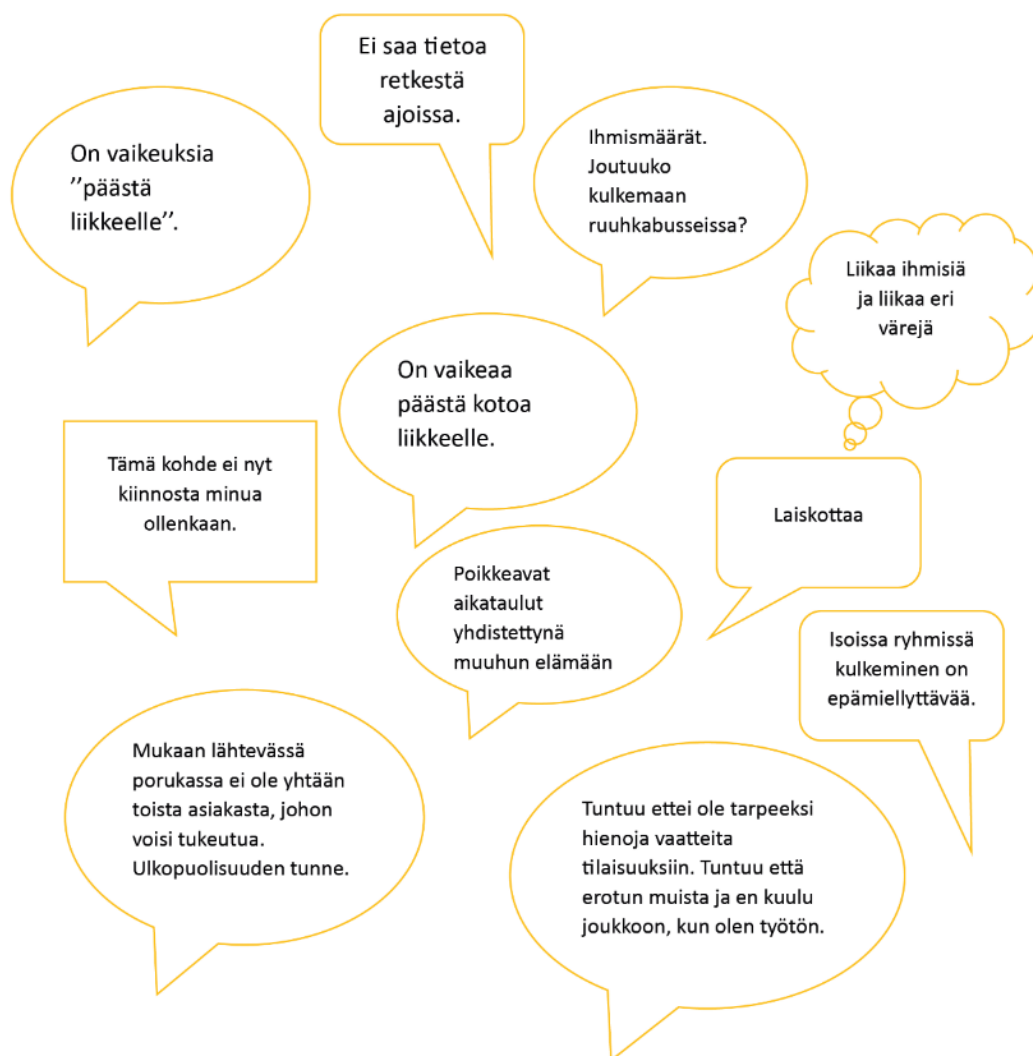 Ei saa tietoa
retkestä
ajoissa.
On vaikeuksia
”päästä
liikkeelle”.
Ihmismäärät.
Joutuuko
kulkemaan
ruuhkabusseissa?
Liikaa ihmisiä
ja liikaa eri
värejä
On vaikeaa
päästä kotoa
liikkeelle.
Tämä kohde ei nyt
kiinnosta minua
ollenkaan.
Laiskottaa
Poikkeavat
aikataulut
yhdistettynä
muuhun elämään
Isoissa ryhmissä
kulkeminen on
epämiellyttävää.
Mukaan lähtevässä
porukassa ei ole yhtään
toista asiakasta, johon
voisi tukeutua.
Ulkopuolisuuden tunne.
Tuntuu ettei ole tarpeeksi
hienoja vaatteita
tilaisuuksiin. Tuntuu että
erotun muista ja en kuulu
joukkoon, kun olen työtön.